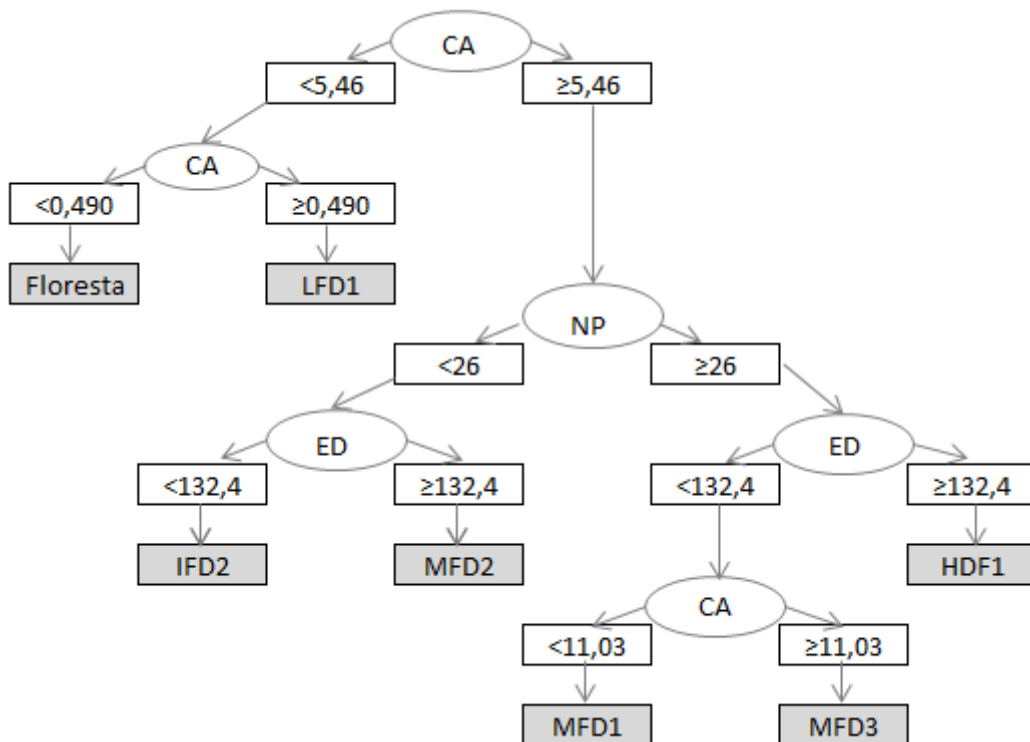 CA
<5,46 ≥5,46
CA
<0,490 ≥0,490
Floresta LFD1
NP
<26 ≥26
ED ED
<132,4 ≥132,4 <132,4 ≥132,4
IFD2 MFD2 HDF1
CA
<11,03 ≥11,03
MFD1 MFD3